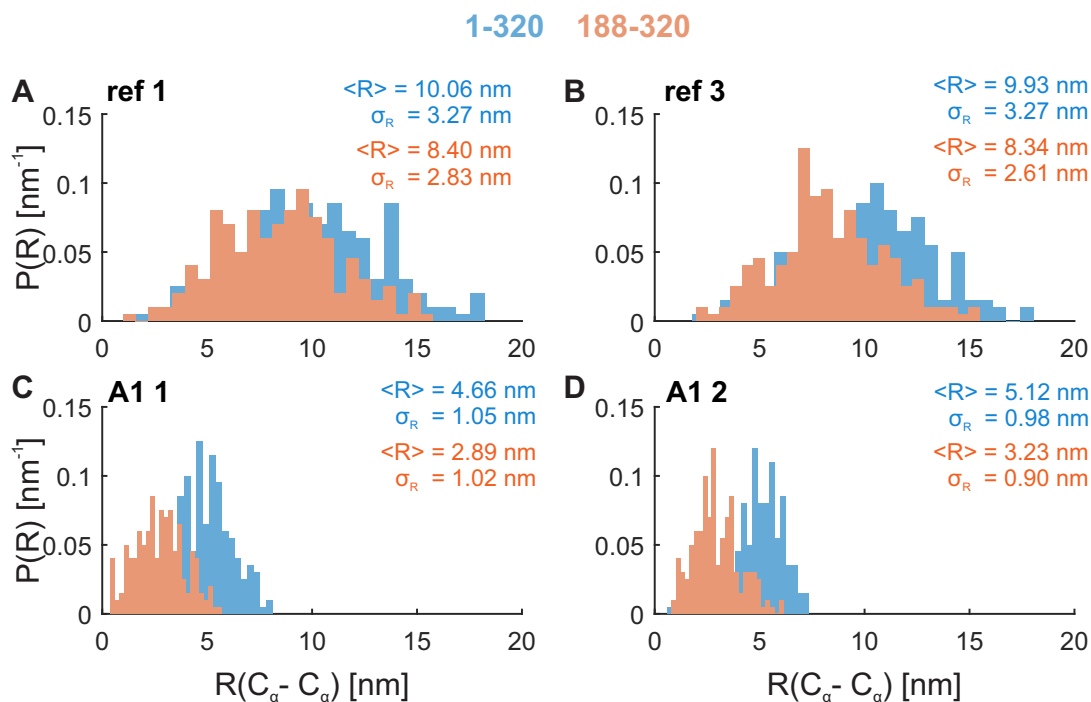 1-320 188-320
A ref 1
<R> = 10.06 nm
σR = 3.27 nm
<R> = 8.40 nm
σR = 2.83 nm
P(R) [nm-1]
0.15
0.1
0.05
0
0 5 10 15 20
B ref 3
<R> = 9.93 nm
σR = 3.27 nm
<R> = 8.34 nm
σR = 2.61 nm
0.15
0.1
0.05
0
0 5 10 15 20
C A1 1
<R> = 4.66 nm
σR = 1.05 nm
<R> = 2.89 nm
σR = 1.02 nm
P(R) [nm-1]
0.15
0.1
0.05
0
0 5 10 15 20
R(Cα- Cα) [nm]
D A1 2
<R> = 5.12 nm
σR = 0.98 nm
<R> = 3.23 nm
σR = 0.90 nm
0.15
0.1
0.05
0
0 5 10 15 20
R(Cα- Cα) [nm]